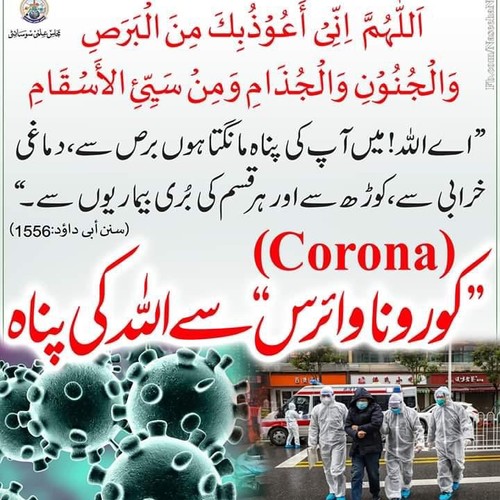 اَللّٰهُمَّ اِنِّیْ اَعُوْذُبِكَ مِنَ الْبَرَصِ
وَالْجُنُوْنِ وَالْجُذَامِ وَمِنْ سَیِّئِ الأَسْقَامِ
”اے اللہ! میں آپ کی پناہ مانگتا ہوں برص سے، دماغی
خرابی سے، کوڑھ سے اور ہر قسم کی بُری بیماریوں سے۔“
(سنن أبی داؤد:1556)
(Corona)
”کورونا وائرس“ سے اللہ کی پناہ